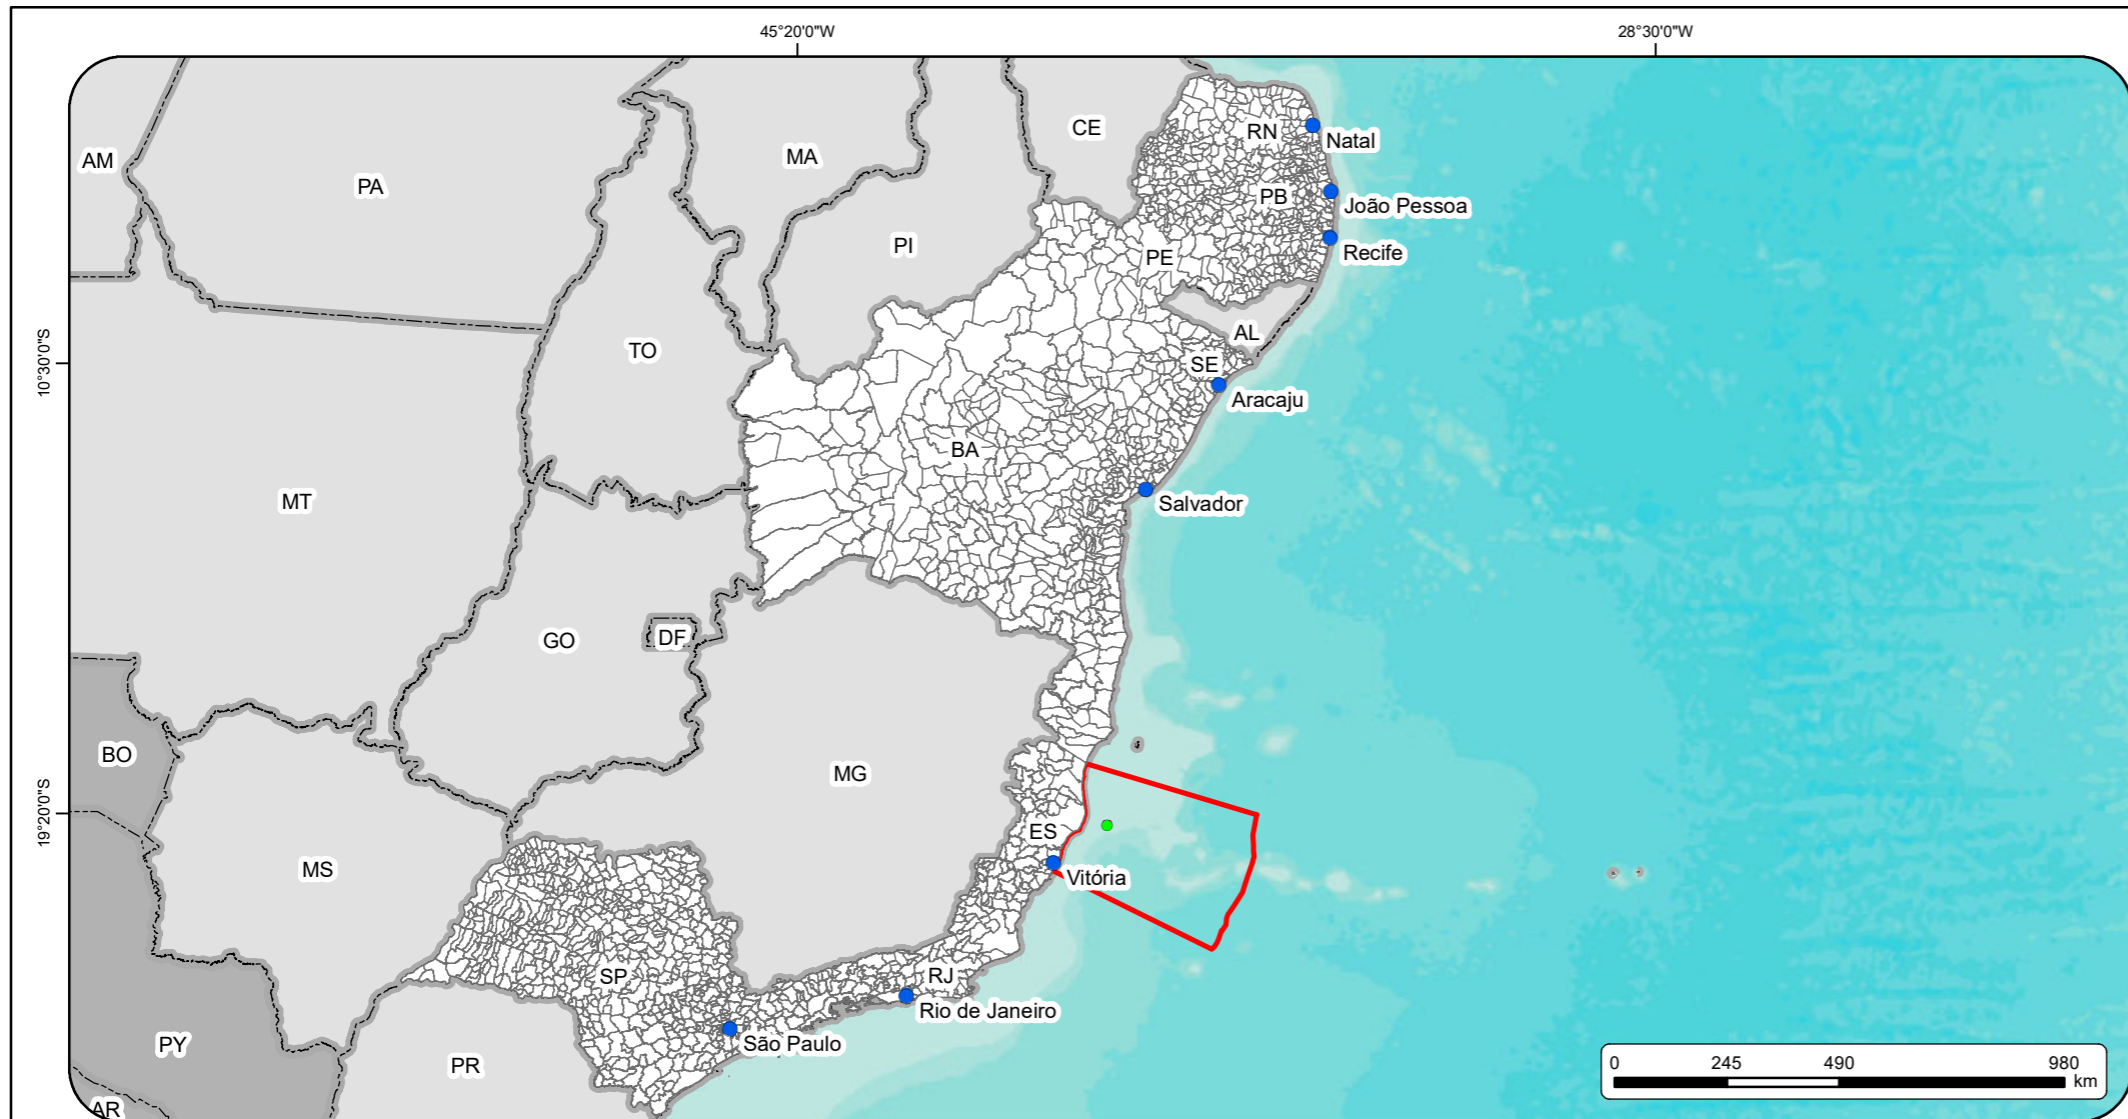 45°20'0"W 28°30'0"W
CE
RN
Natal
AM
MA
PA
PB
João Pessoa
PI
Recife
PE
AL
10°30'0"S
TO
SE
Aracaju
BA
MT
Salvador
GO
DF
BO
MG
19°20'0"S
ES
MS
Vitória
SP
RJ
Rio de Janeiro
São Paulo
PY
PR
0 245 490 980
km
AR